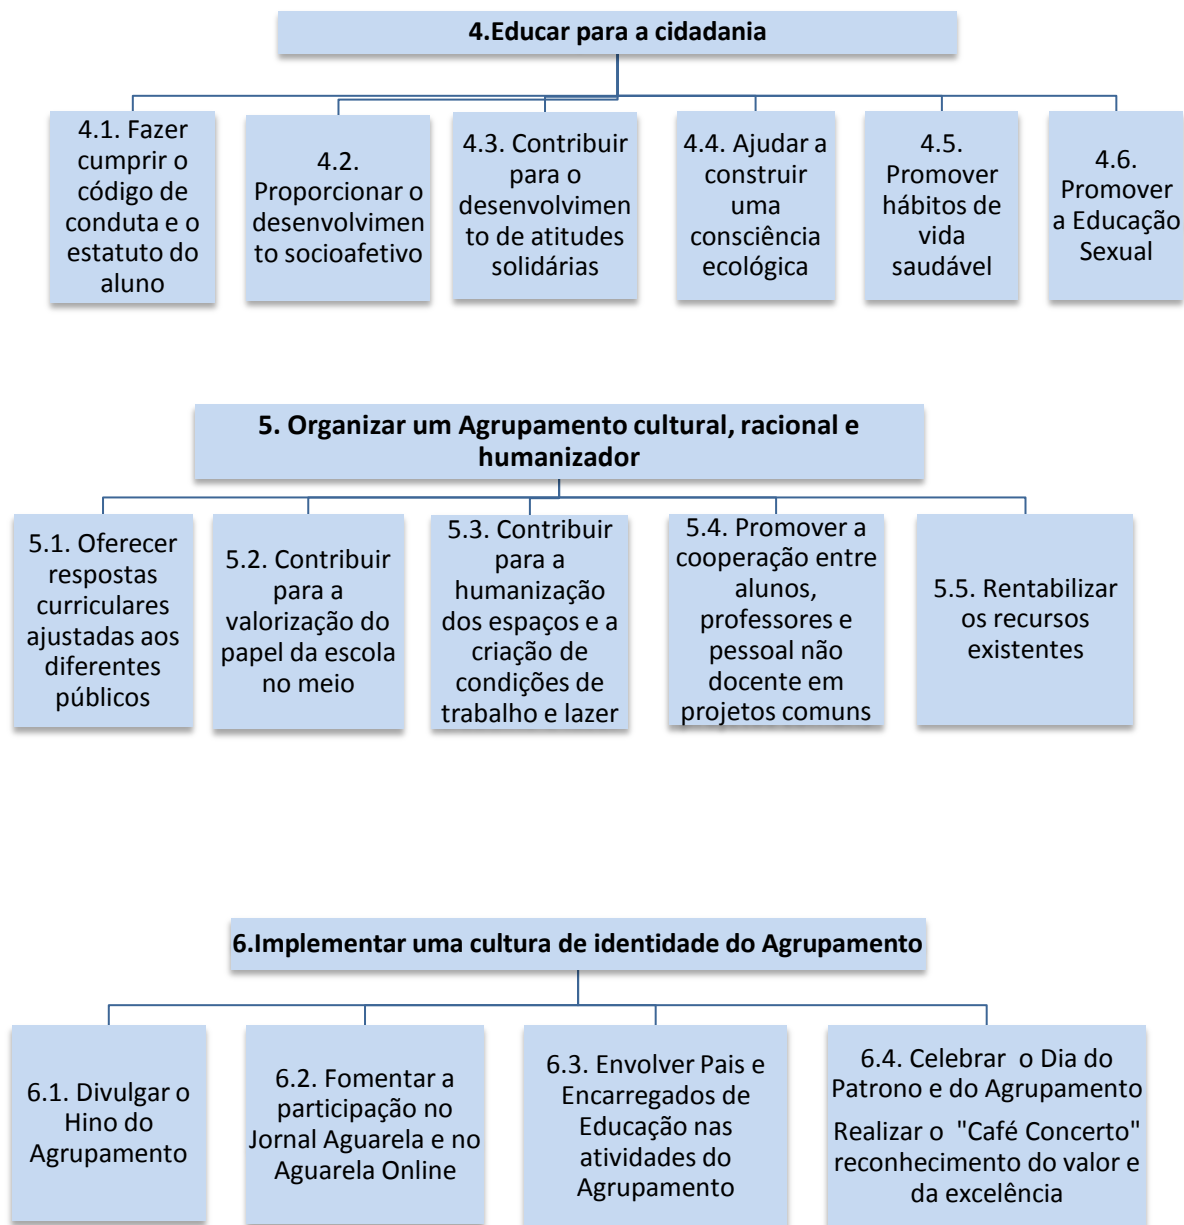 4.Educar para a cidadania
4.1. Fazer
cumprir o
código de
conduta e o
estatuto do
aluno
4.2.
Proporcionar o
desenvolvimen
to socioafetivo
4.3. Contribuir
para o
desenvolvimen
to de atitudes
solidárias
4.4. Ajudar a
construir
uma
consciência
ecológica
4.5.
Promover
hábitos de
vida
saudável
4.6.
Promover
a Educação
Sexual
5. Organizar um Agrupamento cultural, racional e
humanizador
5.1. Oferecer
respostas
curriculares
ajustadas aos
diferentes
públicos
5.2. Contribuir
para a
valorização do
papel da escola
no meio
5.3. Contribuir
para a
humanização
dos espaços e a
criação de
condições de
trabalho e lazer
5.4. Promover a
cooperação entre
alunos,
professores e
pessoal não
docente em
projetos comuns
5.5. Rentabilizar
os recursos
existentes
6.Implementar uma cultura de identidade do Agrupamento
6.1. Divulgar o
Hino do
Agrupamento
6.2. Fomentar a
participação no
Jornal Aguarela e no
Aguarela Online
6.3. Envolver Pais e
Encarregados de
Educação nas
atividades do
Agrupamento
6.4. Celebrar  o Dia do
Patrono e do Agrupamento
Realizar o  "Café Concerto"
reconhecimento do valor e
da excelência